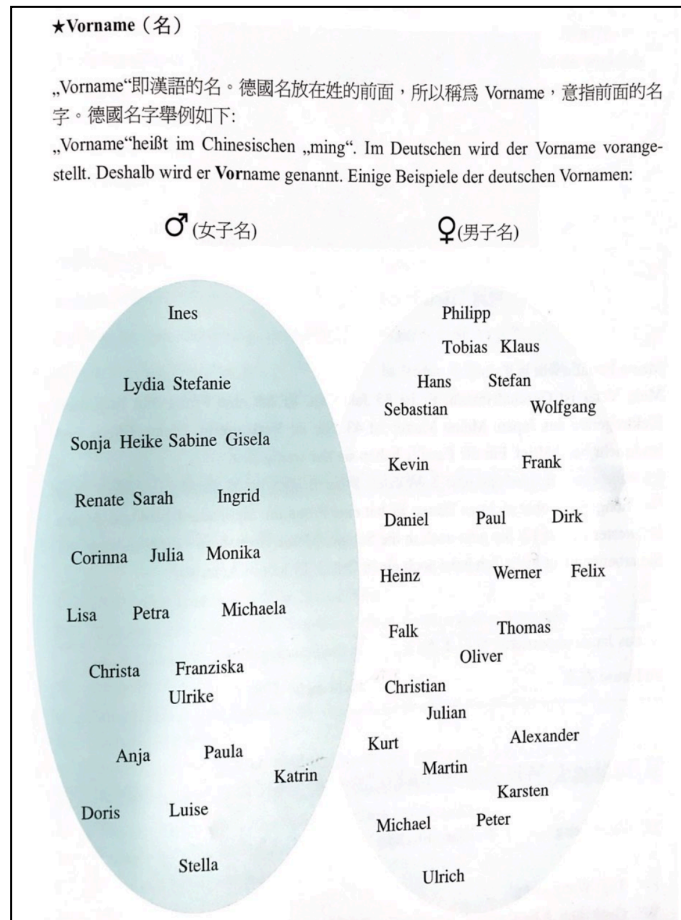 ★Vorname（名）
„Vorname“即漢語的名。德國名放在姓的前面，所以稱爲 Vorname，意指前面的名
字。德國名字舉例如下:
„Vorname“heißt im Chinesischen „ming“. Im Deutschen wird der Vorname vorange-
stellt. Deshalb wird er Vorname genannt. Einige Beispiele der deutschen Vornamen:
♂(女子名) ♀(男子名)
Ines
Lydia Stefanie
Sonja Heike Sabine Gisela
Renate Sarah Ingrid
Corinna Julia Monika
Lisa Petra Michaela
Christa Franziska
Ulrike
Anja Paula
Katrin
Doris Luise
Stella
Philipp
Tobias Klaus
Hans Stefan
Sebastian Wolfgang
Kevin Frank
Daniel Paul Dirk
Heinz Werner Felix
Falk Thomas
Oliver
Christian
Julian
Kurt Alexander
Martin
Karsten
Michael Peter
Ulrich